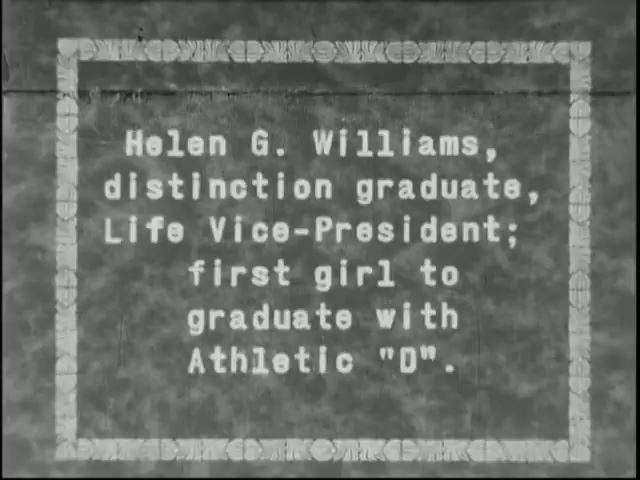 Helen G. Williams,
distinction graduate,
Life Vice-President;
first girl to
graduate with
Athletic "D".